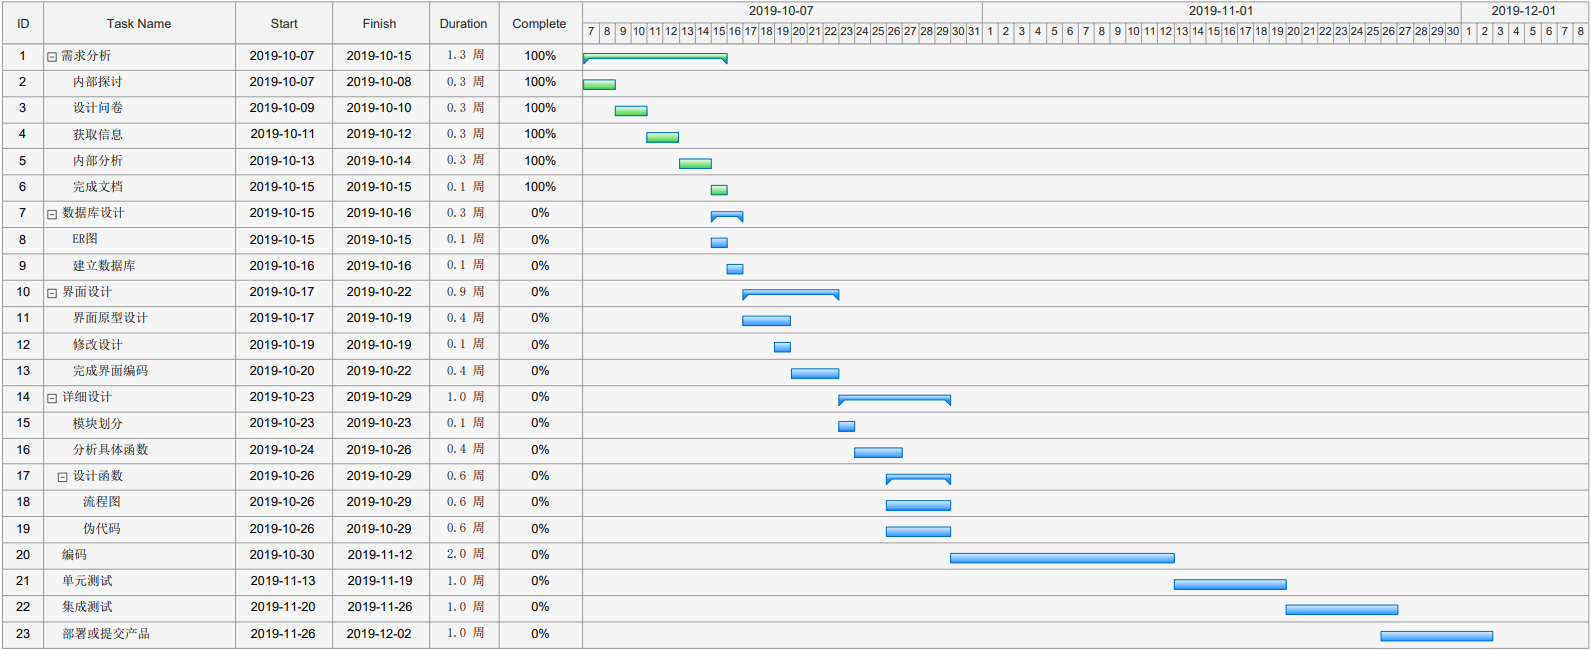 ID Task Name Start Finish Duration Complete 2019-10-07 2019-11-01 2019-12-01
7 8 9 10 11 12 13 14 15 16 17 18 19 20 21 22 23 24 25 26 27 28 29 30 31 1 2 3 4 5 6 7 8 9 10 11 12 13 14 15 16 17 18 19 20 21 22 23 24 25 26 27 28 29 30 1 2 3 4 5 6 7 8
1 需求分析 2019-10-07 2019-10-15 1.3 周 100%
2 内部探讨 2019-10-07 2019-10-08 0.3 周 100%
3 设计问卷 2019-10-09 2019-10-10 0.3 周 100%
4 获取信息 2019-10-11 2019-10-12 0.3 周 100%
5 内部分析 2019-10-13 2019-10-14 0.3 周 100%
6 完成文档 2019-10-15 2019-10-15 0.1 周 100%
7 数据库设计 2019-10-15 2019-10-16 0.3 周 0%
8 ER图 2019-10-15 2019-10-15 0.1 周 0%
9 建立数据库 2019-10-16 2019-10-16 0.1 周 0%
10 界面设计 2019-10-17 2019-10-22 0.9 周 0%
11 界面原型设计 2019-10-17 2019-10-19 0.4 周 0%
12 修改设计 2019-10-19 2019-10-19 0.1 周 0%
13 完成界面编码 2019-10-20 2019-10-22 0.4 周 0%
14 详细设计 2019-10-23 2019-10-29 1.0 周 0%
15 模块划分 2019-10-23 2019-10-23 0.1 周 0%
16 分析具体函数 2019-10-24 2019-10-26 0.4 周 0%
17 设计函数 2019-10-26 2019-10-29 0.6 周 0%
18 流程图 2019-10-26 2019-10-29 0.6 周 0%
19 伪代码 2019-10-26 2019-10-29 0.6 周 0%
20 编码 2019-10-30 2019-11-12 2.0 周 0%
21 单元测试 2019-11-13 2019-11-19 1.0 周 0%
22 集成测试 2019-11-20 2019-11-26 1.0 周 0%
23 部署或提交产品 2019-11-26 2019-12-02 1.0 周 0%